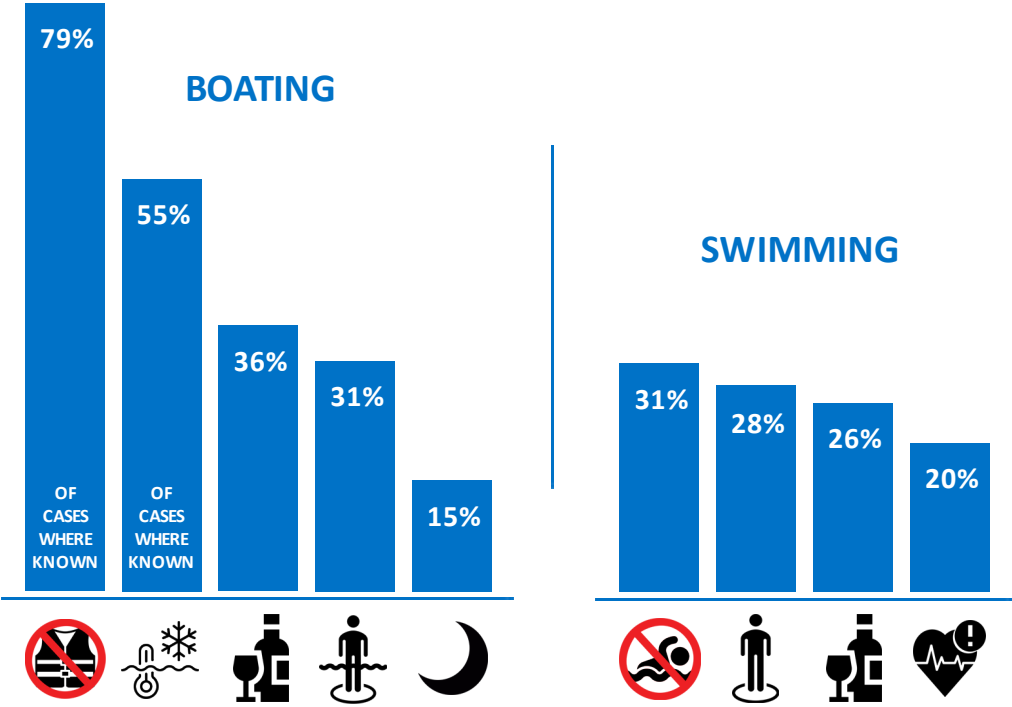 79%
BOATING
55%
36%
31%
15%
OF
CASES
WHERE
KNOWN
OF
CASES
WHERE
KNOWN
SWIMMING
31%
28%
26%
20%
!